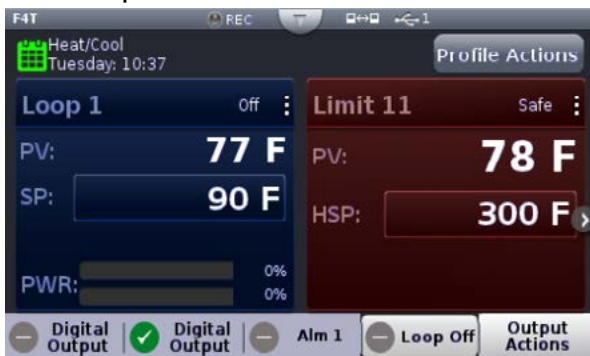 F4T REC 1
Heat/Cool
Tuesday: 10:37
Profile Actions
Loop 1 Off
PV: 77 F
SP: 90 F
PWR: 0%
0%
Limit 11 Safe
PV: 78 F
HSP: 300 F
Digital Output
Digital Output
Alm 1
Loop Off
Output Actions